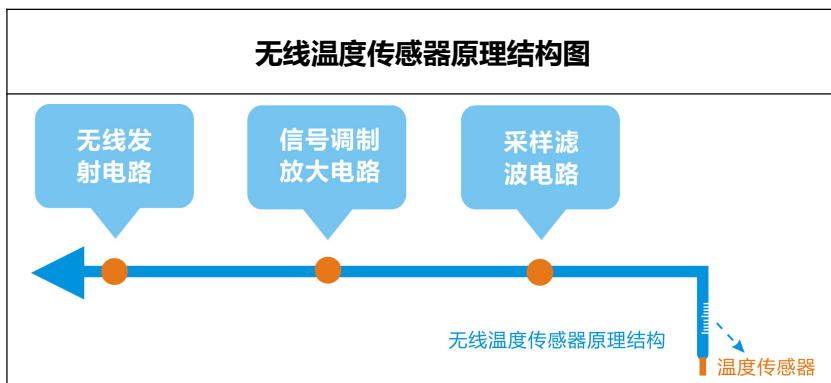 无线温度传感器原理结构图
无线发
射电路
信号调制
放大电路
采样滤
波电路
无线温度传感器原理结构
温度传感器